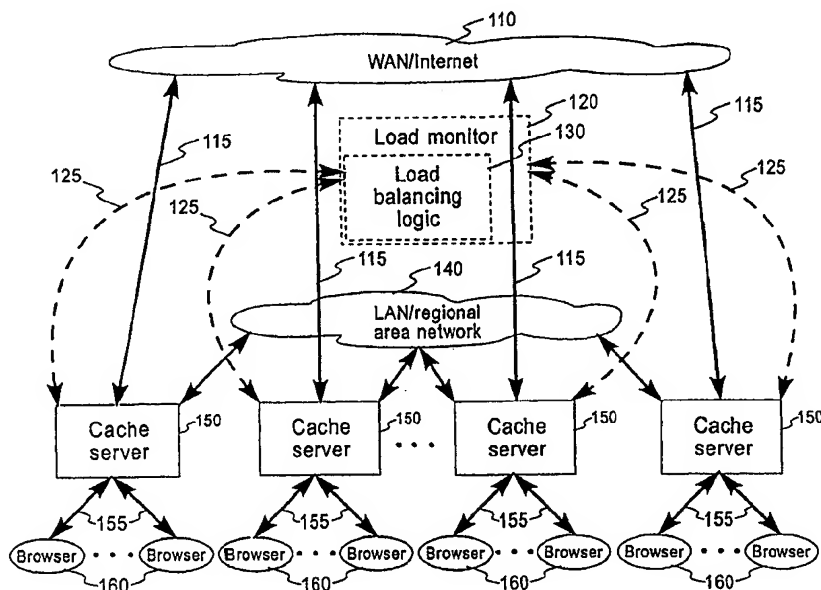 110
WAN/Internet
120
115
Load monitor
130
115
125
Load
balancing
logic
125
125
125
115
140
115
LAN/regional
area network
Cache
server
150
Cache
server
150
Cache
server
150
Cache
server
150
155
155
155
155
Browser
Browser
Browser
Browser
Browser
Browser
Browser
Browser
160
160
160
160